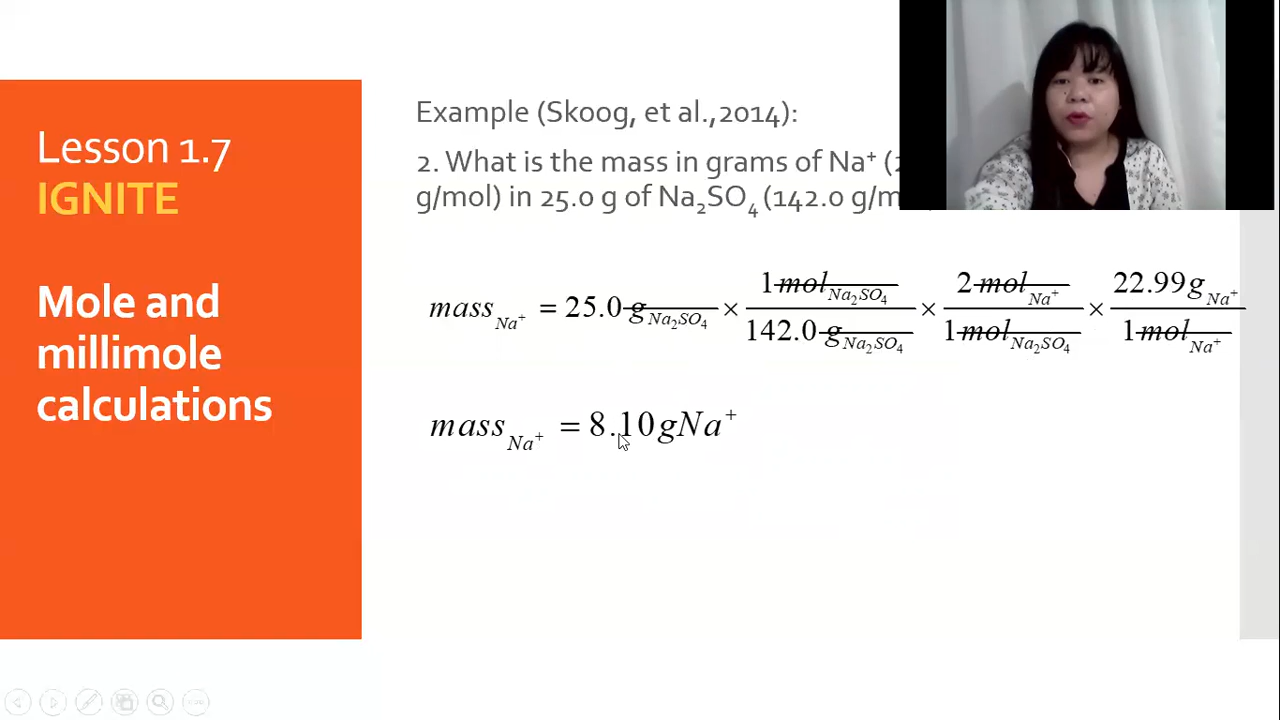 Lesson 1.7
IGNITE
Mole and
millimole
calculations
Example (Skoog, et al.,2014):
2. What is the mass in grams of Na⁺
g/mol) in 25.0 g of Na₂SO₄ (142.0
mass_Na⁺ = 25.0 g_Na₂SO₄ × 1 mol_Na₂SO₄ / 142.0 g_Na₂SO₄ × 2 mol_Na⁺ / 1 mol_Na₂SO₄ × 22.99 g_Na⁺ / 1 mol_Na⁺
mass_Na⁺ = 8.10 gNa⁺